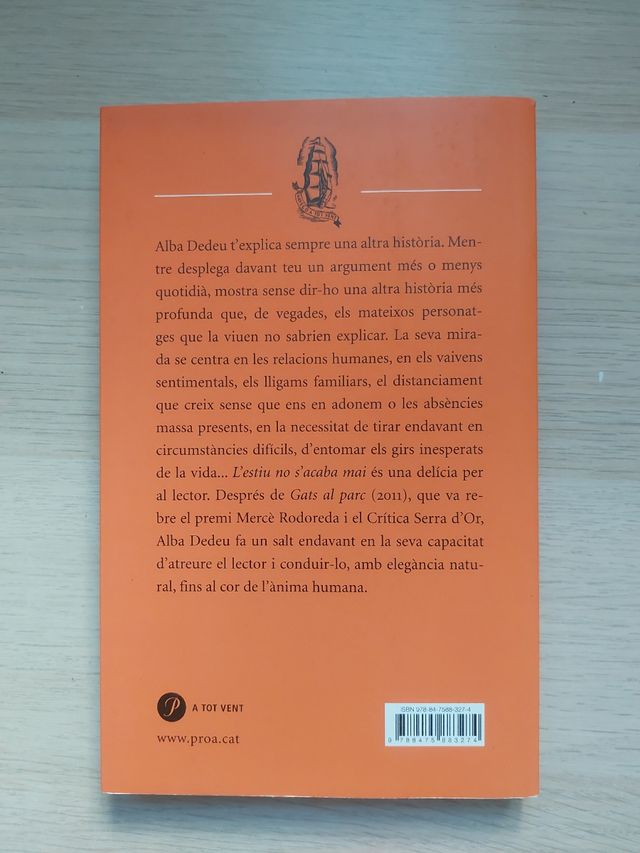 A TOT VENT
Alba Dedeu t’explica sempre una altra història. Men-
tre desplega davant teu un argument més o menys
quotidià, mostra sense dir-ho una altra història més
profunda que, de vegades, els mateixos personat-
ges que la viuen no sabrien explicar. La seva mira-
da se centra en les relacions humanes, en els vaivens
sentimentals, els lligams familiars, el distanciament
que creix sense que ens en adonem o les absències
massa presents, en la necessitat de tirar endavant en
circumstàncies difícils, d’entomar els girs inesperats
de la vida... L’estiu no s’acaba mai és una delícia per
al lector. Després de Gats al parc (2011), que va re-
bre el premi Mercè Rodoreda i el Crítica Serra d’Or,
Alba Dedeu fa un salt endavant en la seva capacitat
d’atreure el lector i conduir-lo, amb elegància natu-
ral, fins al cor de l’ànima humana.
P A TOT VENT
www.proa.cat
ISBN 978-84-7588-327-4
9 788475 883274